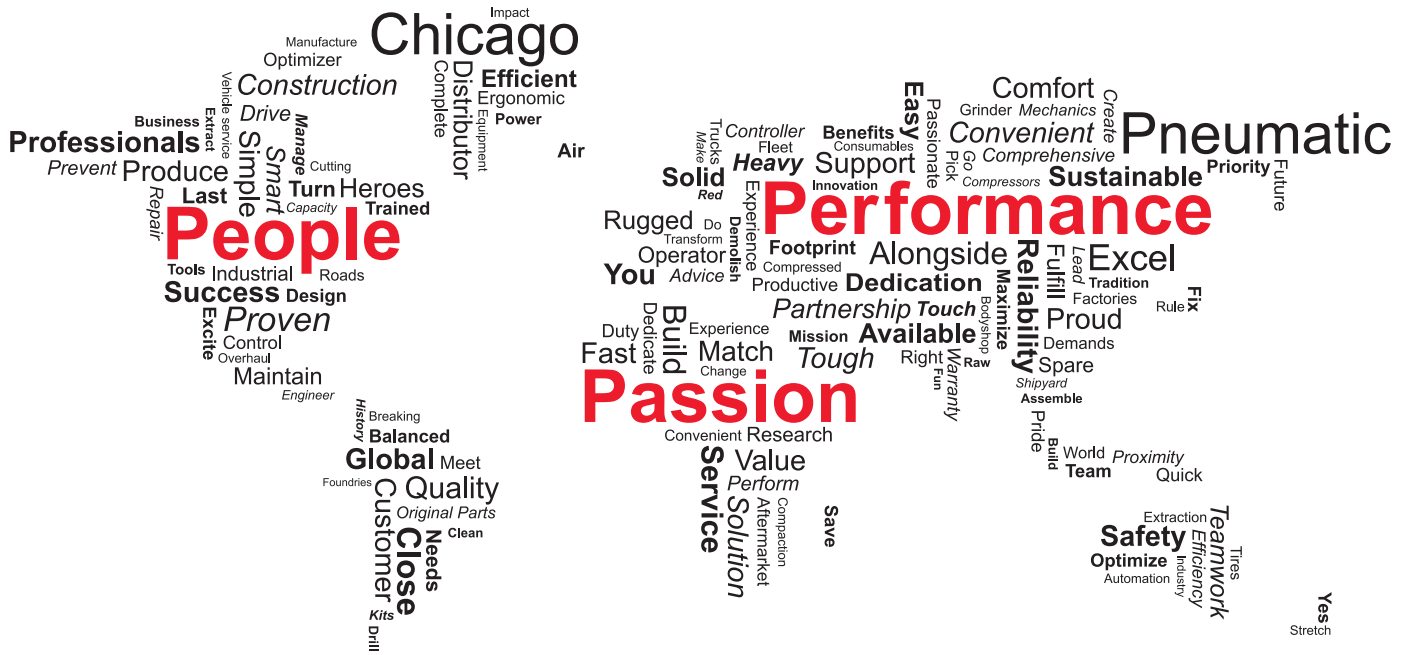 Impact
Chicago
Manufacture
Optimizer
Construction
Vehicle service
Drive
Complete
Distributor
Efficient
Ergonomic
Equipment
Power
Air
Business
Extract
Professionals
Prevent
Produce
Simple
Smart
Manage
Cutting
Turn
Heroes
Last
Repair
Capacity
Trained
People
Tools
Industrial
Roads
Success
Design
Excite
Proven
Control
Overhaul
Maintain
Engineer
History
Breaking
Balanced
Global
Meet
Foundries
Customer
Quality
Original Parts
Close
Needs
Clean
Kits
Drill
Trucks
Make
Controller
Fleet
Heavy
Benefits
Consumables
Support
Easy
Passionate
Comfort
Grinder
Mechanics
Create
Convenient
Pick
Go
Comprehensive
Compressors
Pneumatic
Sustainable
Priority
Future
Solid
Red
Innovation
Experience
Performance
Rugged
Do
Transform
Demolish
Operator
You
Advice
Footprint
Compressed
Productive
Alongside
Dedication
Maximize
Reliability
Fulfill
Lead
Excel
Tradition
Factories
Rule
Fix
Partnership
Touch
Bodyshop
Proud
Demands
Spare
Shipyard
Assemble
Duty
Dedicate
Build
Experience
Fast
Match
Change
Mission
Available
Tough
Right
Fun
Warranty
Raw
Passion
Convenient
Research
Service
Value
Perform
Solution
Aftermarket
Compaction
Save
Pride
Build
World
Proximity
Team
Quick
Extraction
Safety
Optimize
Automation
Industry
Efficiency
Teamwork
Tires
Yes
Stretch